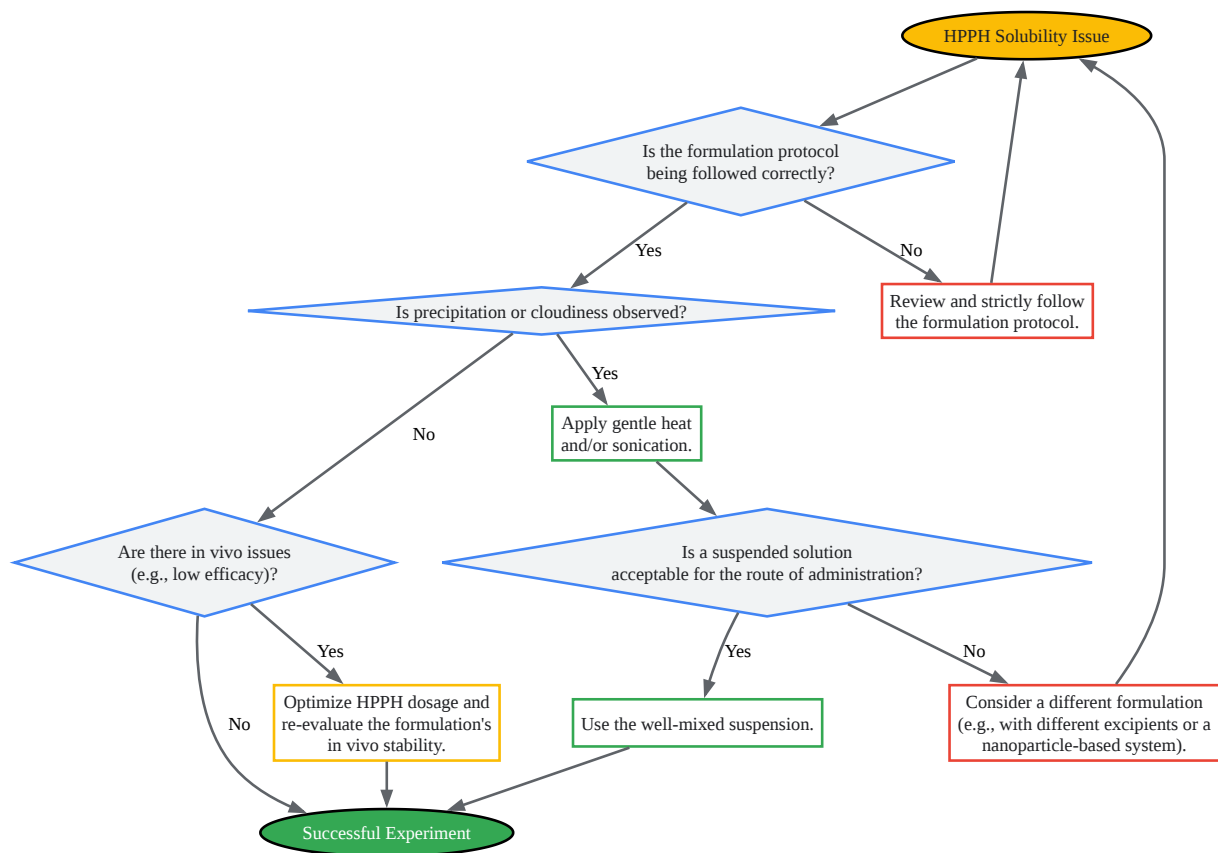 HPPH Solubility Issue
Is the formulation protocol
being followed correctly?
Yes
No
Review and strictly follow
the formulation protocol.
Is precipitation or cloudiness observed?
Yes
No
Apply gentle heat
and/or sonication.
Are there in vivo issues
(e.g., low efficacy)?
Is a suspended solution
acceptable for the route of administration?
Yes
Yes
No
No
Optimize HPPH dosage and
re-evaluate the formulation's
in vivo stability.
Use the well-mixed suspension.
Consider a different formulation
(e.g., with different excipients or a
nanoparticle-based system).
Successful Experiment